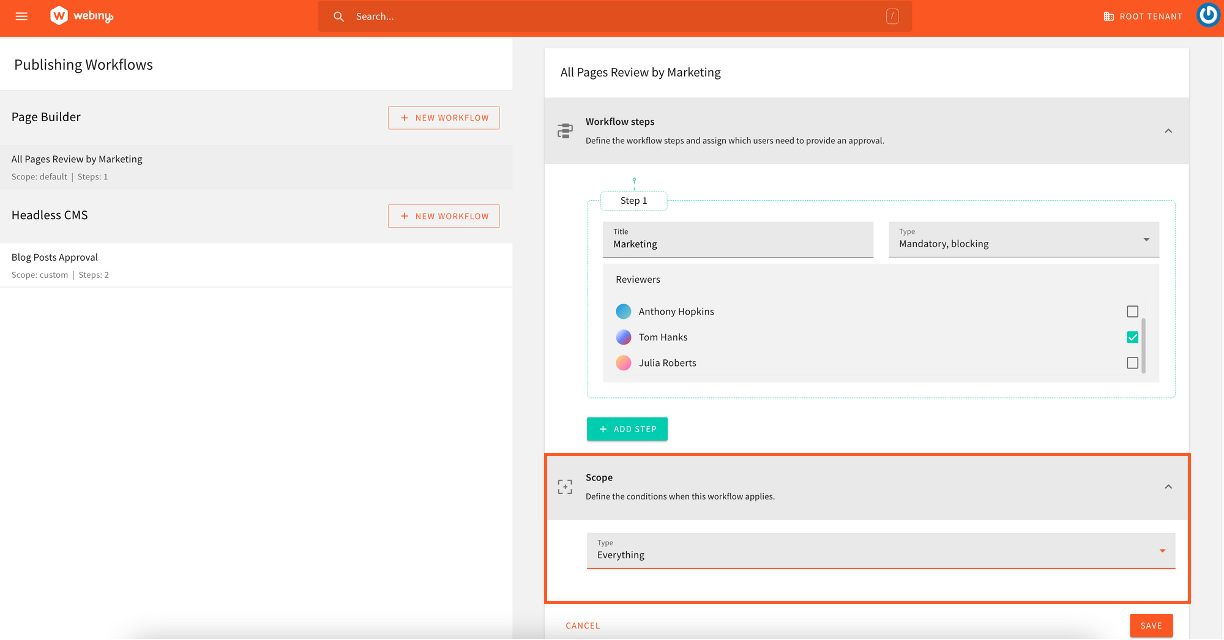 webiny
Search...
/
ROOT TENANT
Publishing Workflows
Page Builder
+ NEW WORKFLOW
All Pages Review by Marketing
Scope: default | Steps: 1
Headless CMS
+ NEW WORKFLOW
Blog Posts Approval
Scope: custom | Steps: 2
All Pages Review by Marketing
Workflow steps
Define the workflow steps and assign which users need to provide an approval.
Step 1
Title
Marketing
Type
Mandatory, blocking
Reviewers
Anthony Hopkins
Tom Hanks
Julia Roberts
+ ADD STEP
Scope
Define the conditions when this workflow applies.
Type
Everything
CANCEL
SAVE